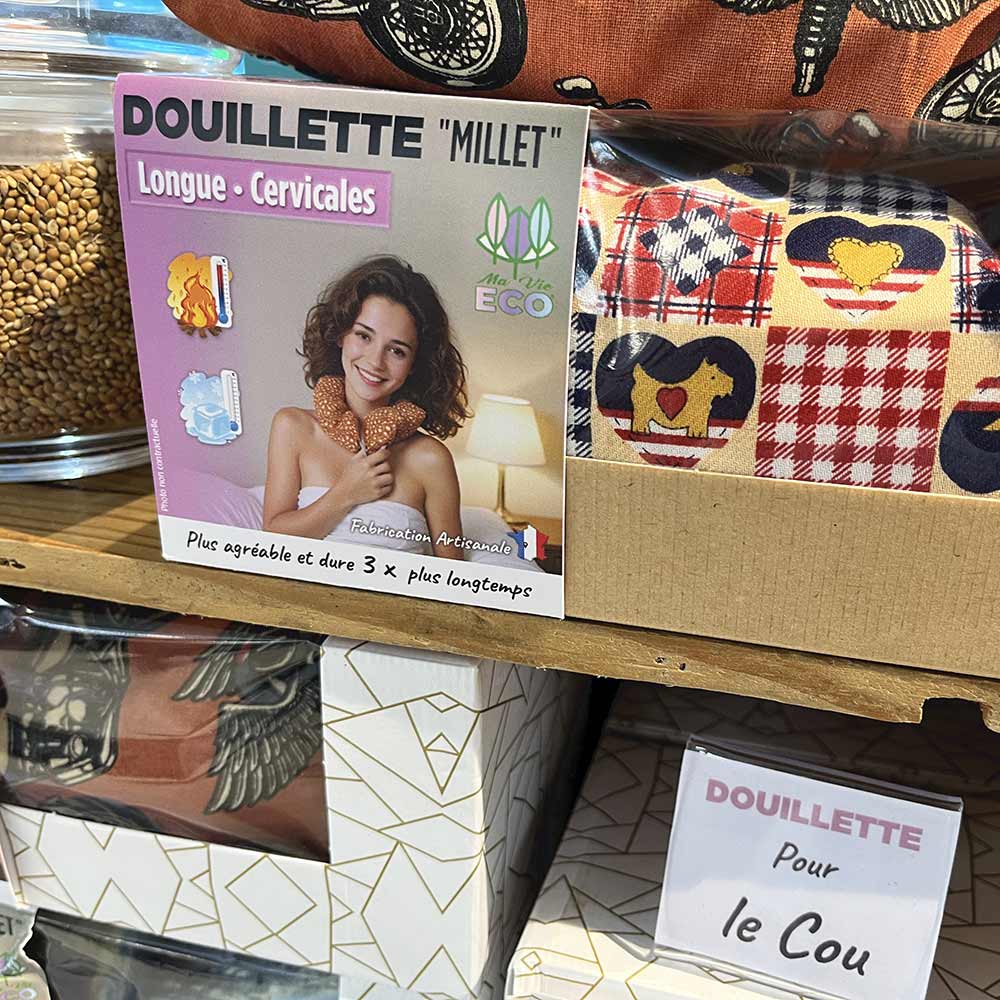 DOUILLETTE "MILLET"
Longue • Cervicales
Ma Vie
ECO
Photo non contractuelle
Fabrication Artisanale
Plus agréable et dure 3 x plus longtemps
DOUILLETTE
Pour
le Cou
ET"